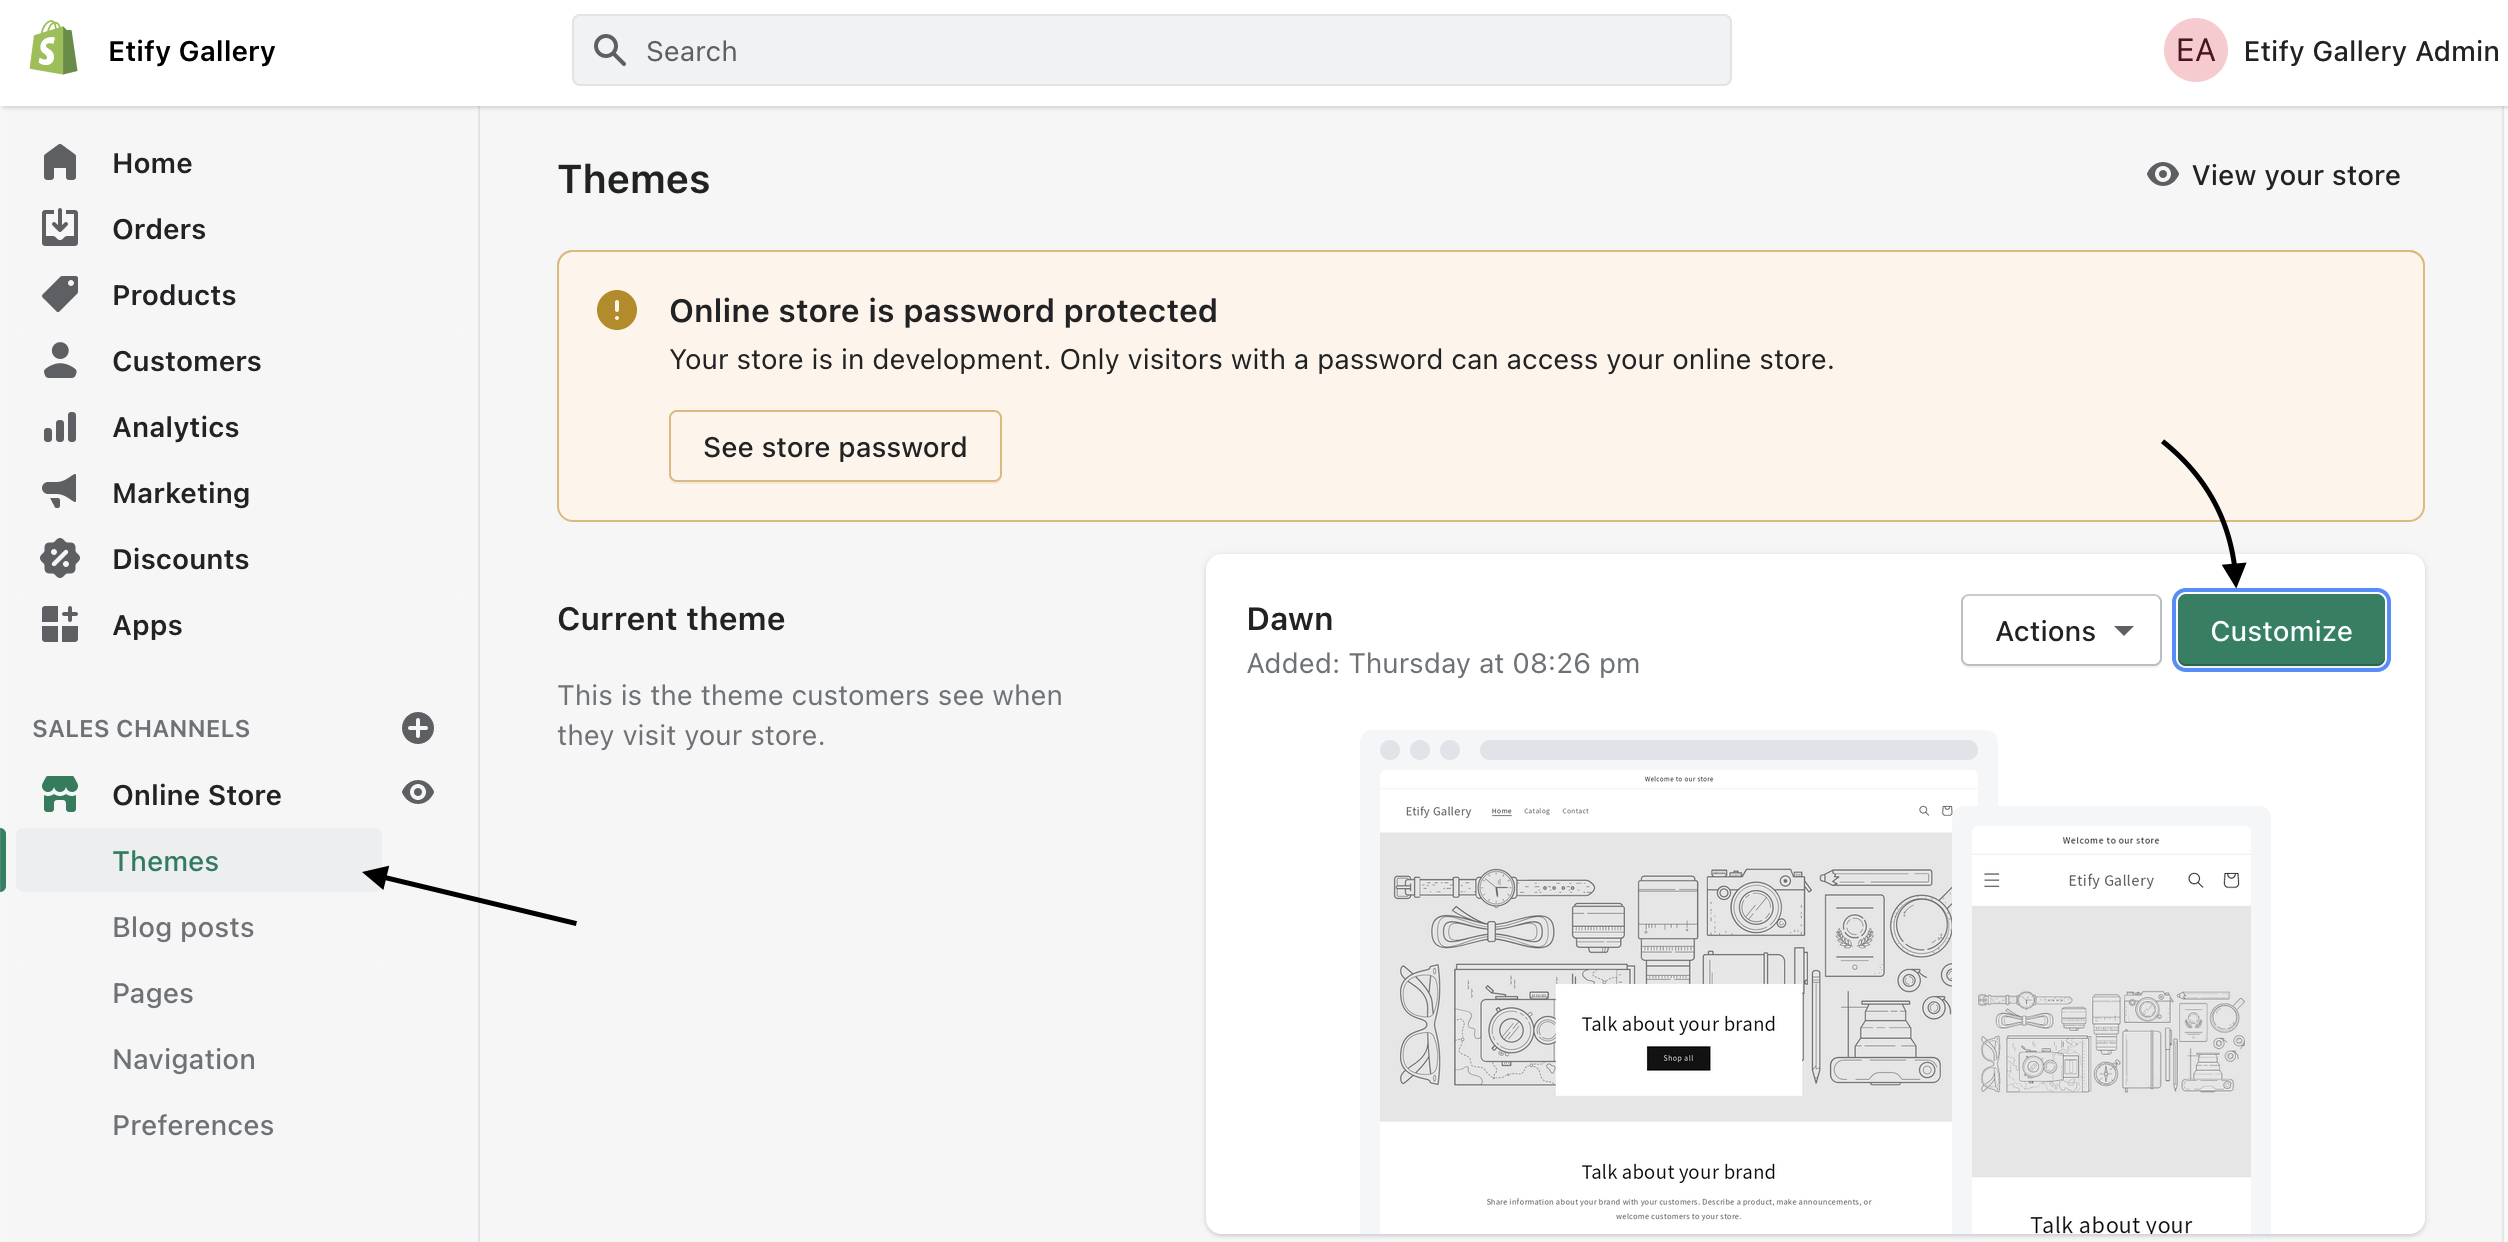 Etify Gallery
Search
EA
Etify Gallery Admin
Home
Orders
Products
Customers
Analytics
Marketing
Discounts
Apps
SALES CHANNELS
Online Store
Themes
Blog posts
Pages
Navigation
Preferences
Themes
View your store
Online store is password protected
Your store is in development. Only visitors with a password can access your online store.
See store password
Current theme
This is the theme customers see when
they visit your store.
Dawn
Added: Thursday at 08:26 pm
Actions
Customize
Welcome to our store
Etify Gallery Home Catalog Contact
Talk about your brand
Shop all
Talk about your brand
Share information about your brand with your customers. Describe a product, make announcements, or
welcome customers to your store.
Welcome to our store
Etify Gallery
Talk about your